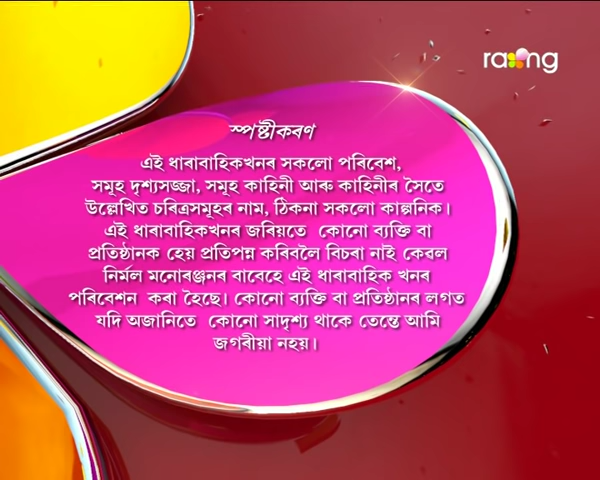 rang
স্পষ্টীকৰণ
এই ধাৰাবাহিকখনৰ সকলো পৰিবেশ,
সমূহ দৃশ্যসজ্জা, সমূহ কাহিনী আৰু কাহিনীৰ সৈতে
উল্লেখিত চৰিত্ৰসমূহৰ নাম, ঠিকনা সকলো কাল্পনিক।
এই ধাৰাবাহিকখনৰ জৰিয়তে কোনো ব্যক্তি বা
প্ৰতিষ্ঠানক হেয় প্ৰতিপন্ন কৰিবলৈ বিচৰা নাই কেৱল
নিৰ্মল মনোৰঞ্জনৰ বাবেহে এই ধাৰাবাহিক খনৰ
পৰিবেশন কৰা হৈছে। কোনো ব্যক্তি বা প্ৰতিষ্ঠানৰ লগত
যদি অজানিতে কোনো সাদৃশ্য থাকে তেন্তে আমি
জগৰীয়া নহয়।